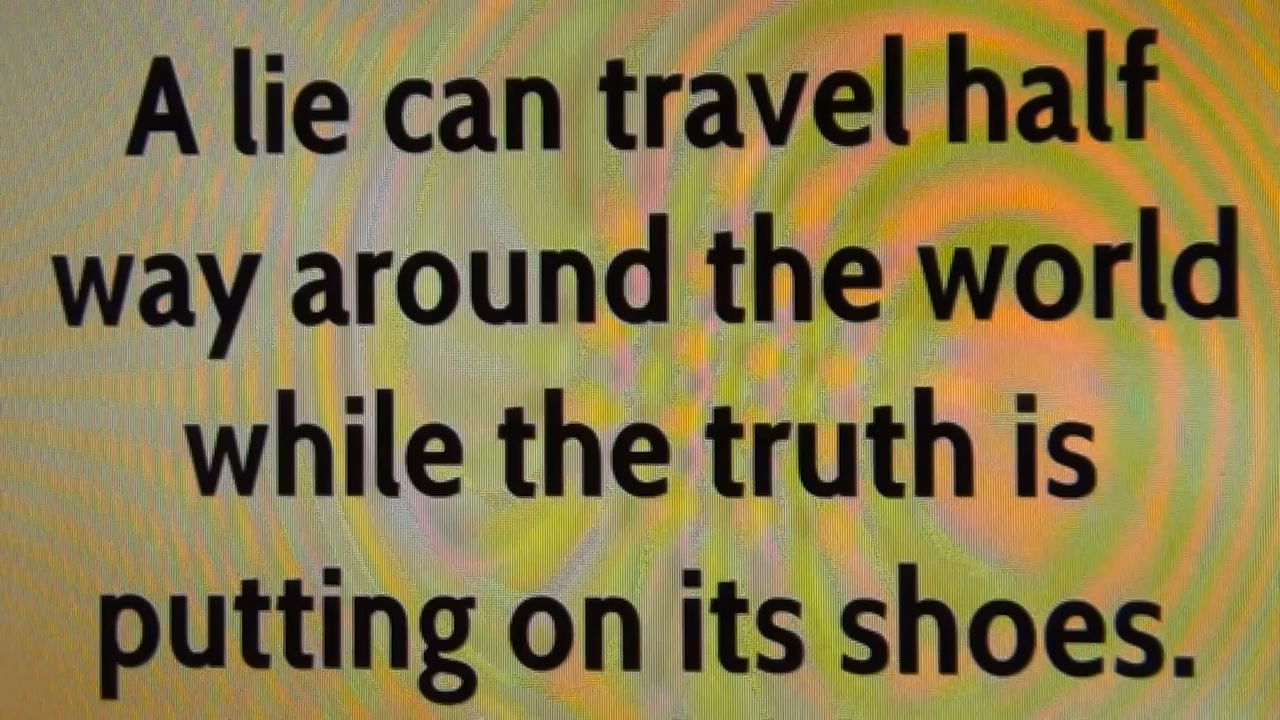 A lie can travel half
way around the world
while the truth is
putting on its shoes.